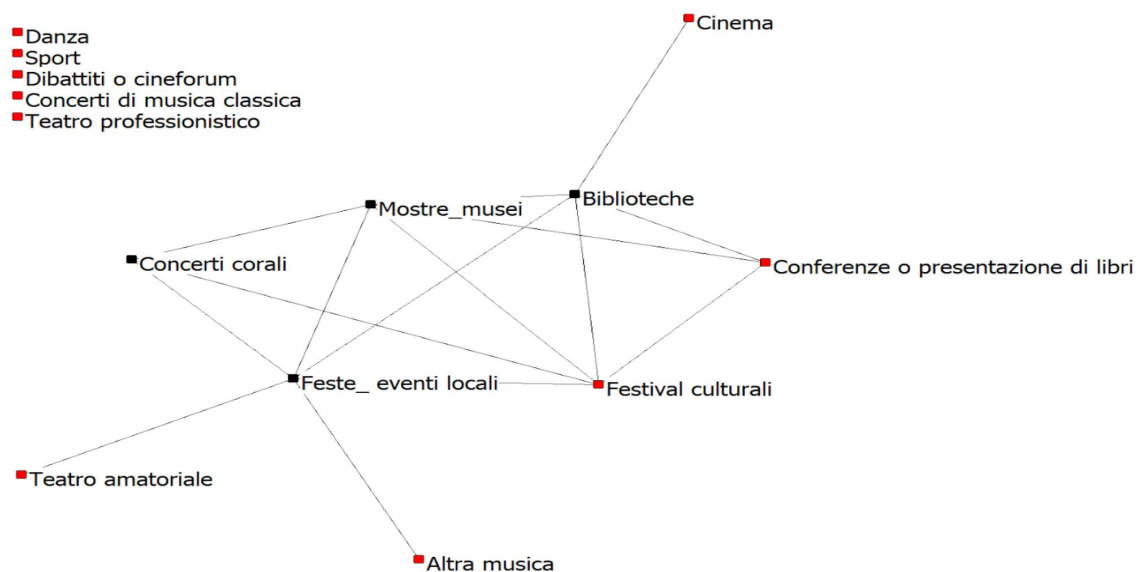 Cinema
Danza
Sport
Dibattiti o cineforum
Concerti di musica classica
Teatro professionistico
Biblioteche
Mostre_musei
Concerti corali
Conferenze o presentazione di libri
Feste_ eventi locali
Festival culturali
Teatro amatoriale
Altra musica